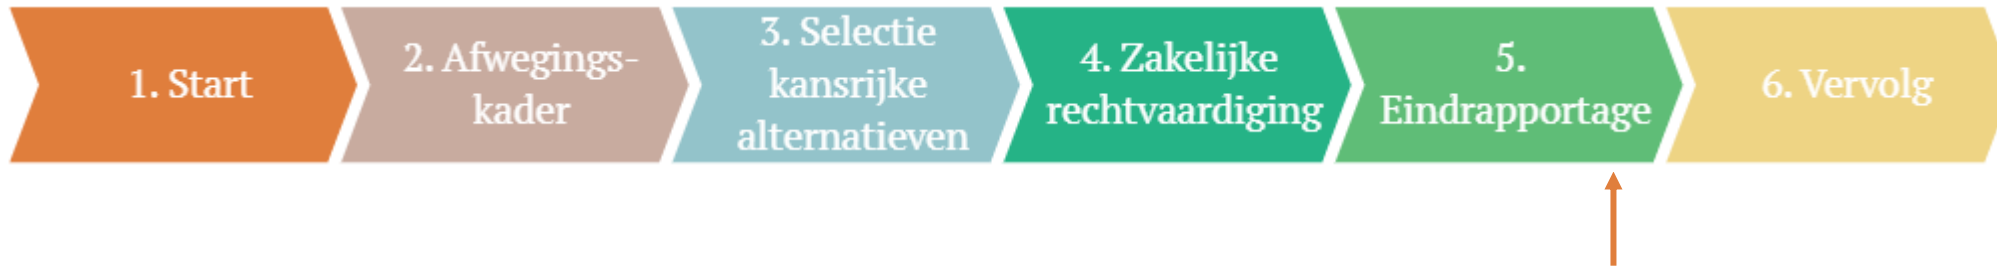 1. Start
2. Afwegings-
kader
3. Selectie
kansrijke
alternatieven
4. Zakelijke
rechtvaardiging
5.
Eindrapportage
6. Vervolg